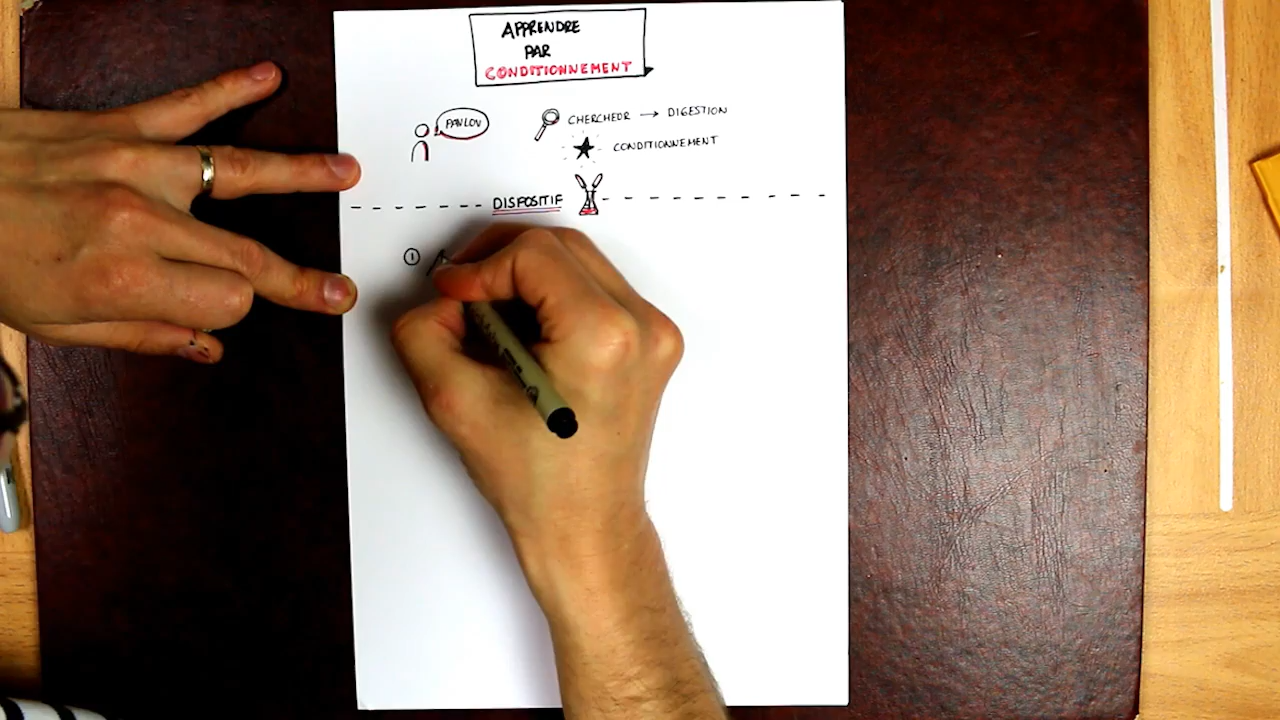 APPRENDRE
PAR
CONDITIONNEMENT
PAVLOV
CHERCHEUR → DIGESTION
CONDITIONNEMENT
DISPOSITIF
①